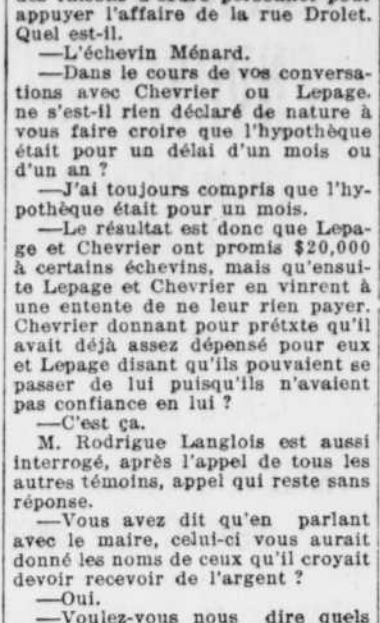 appuyer l'affaire de la rue Drolet.
Quel est-il.
—L'échevin Ménard.
—Dans le cours de vos conversa-
tions avec Chevrier ou Lepage.
ne s'est-il rien déclaré de nature à
vous faire croire que l'hypothèque
était pour un délai d'un mois ou
d'un an ?
—J'ai toujours compris que l'hy-
pothèque était pour un mois.
—Le résultat est donc que Lepa-
ge et Chevrier ont promis $20,000
à certains échevins, mais qu'ensui-
te Lepage et Chevrier en vinrent à
une entente de ne leur rien payer.
Chevrier donnant pour prétxte qu'il
avait déjà assez dépensé pour eux
et Lepage disant qu'ils pouvaient se
passer de lui puisqu'ils n'avaient
pas confiance en lui ?
—C'est ça.
M. Rodrigue Langlois est aussi
interrogé, après l'appel de tous les
autres témoins, appel qui reste sans
réponse.
—Vous avez dit qu'en parlant
avec le maire, celui-ci vous aurait
donné les noms de ceux qu'il croyait
devoir recevoir de l'argent ?
—Oui.
—Voulez-vous nous dire quels